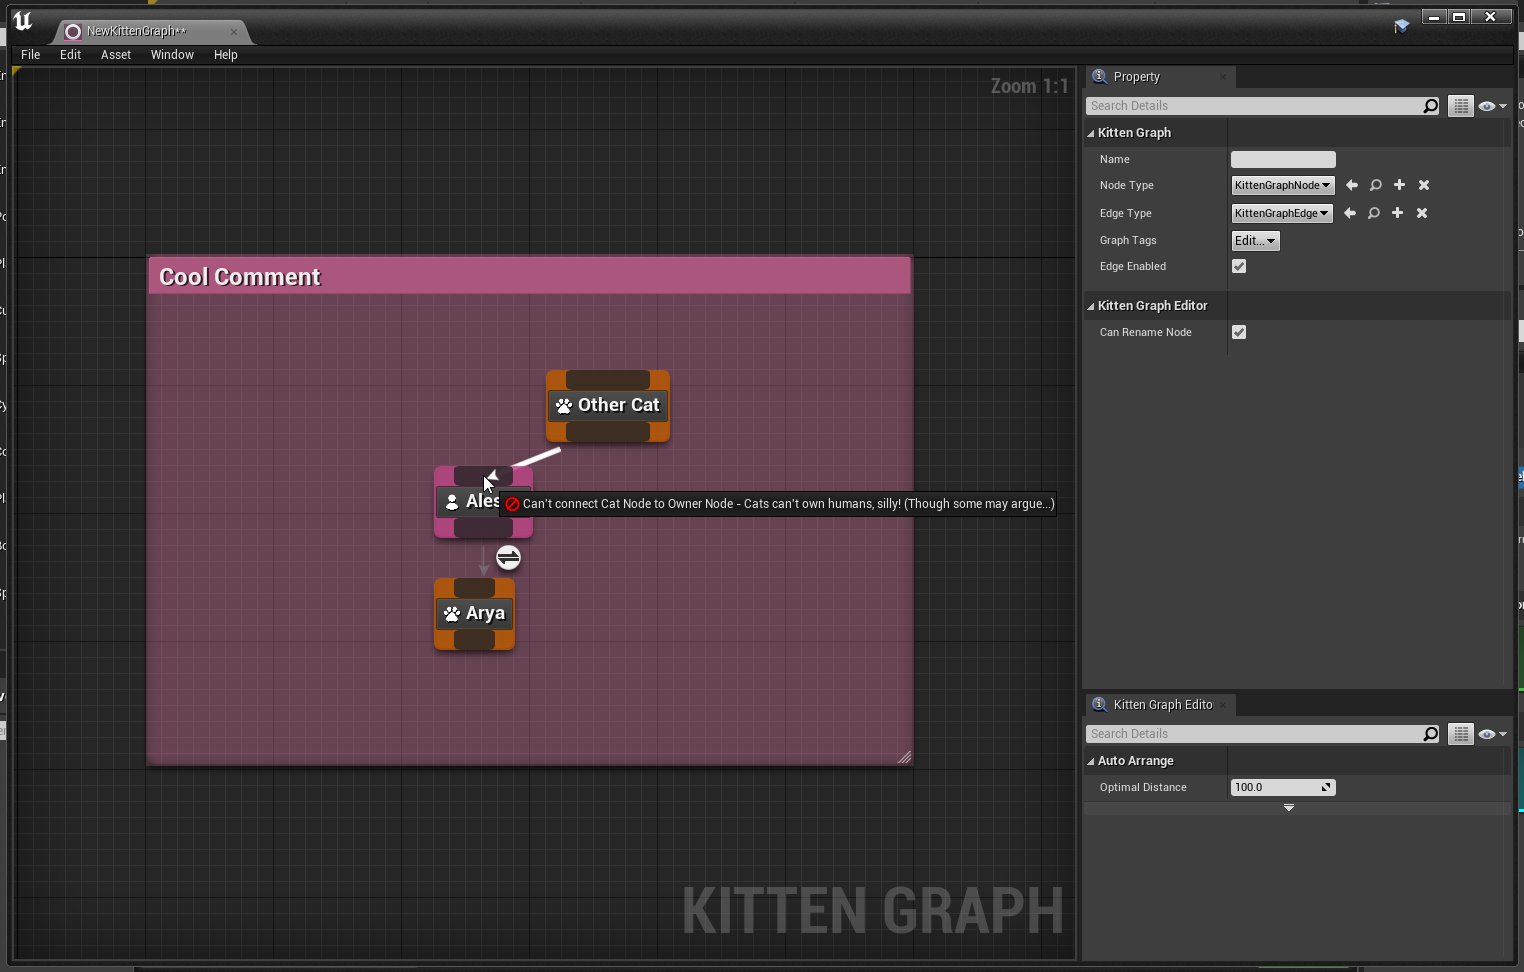 NewKittenGraph**
File Edit Asset Window Help
Zoom 1:1
Cool Comment
Other Cat
Ales
Can't connect Cat Node to Owner Node - Cats can't own humans, silly! (Though some may argue...)
Arya
KITTEN GRAPH
Property
Search Details
Kitten Graph
Name
Node Type KittenGraphNode
Edge Type KittenGraphEdge
Graph Tags Edit...
Edge Enabled
Kitten Graph Editor
Can Rename Node
Kitten Graph Edito
Search Details
Auto Arrange
Optimal Distance 100.0